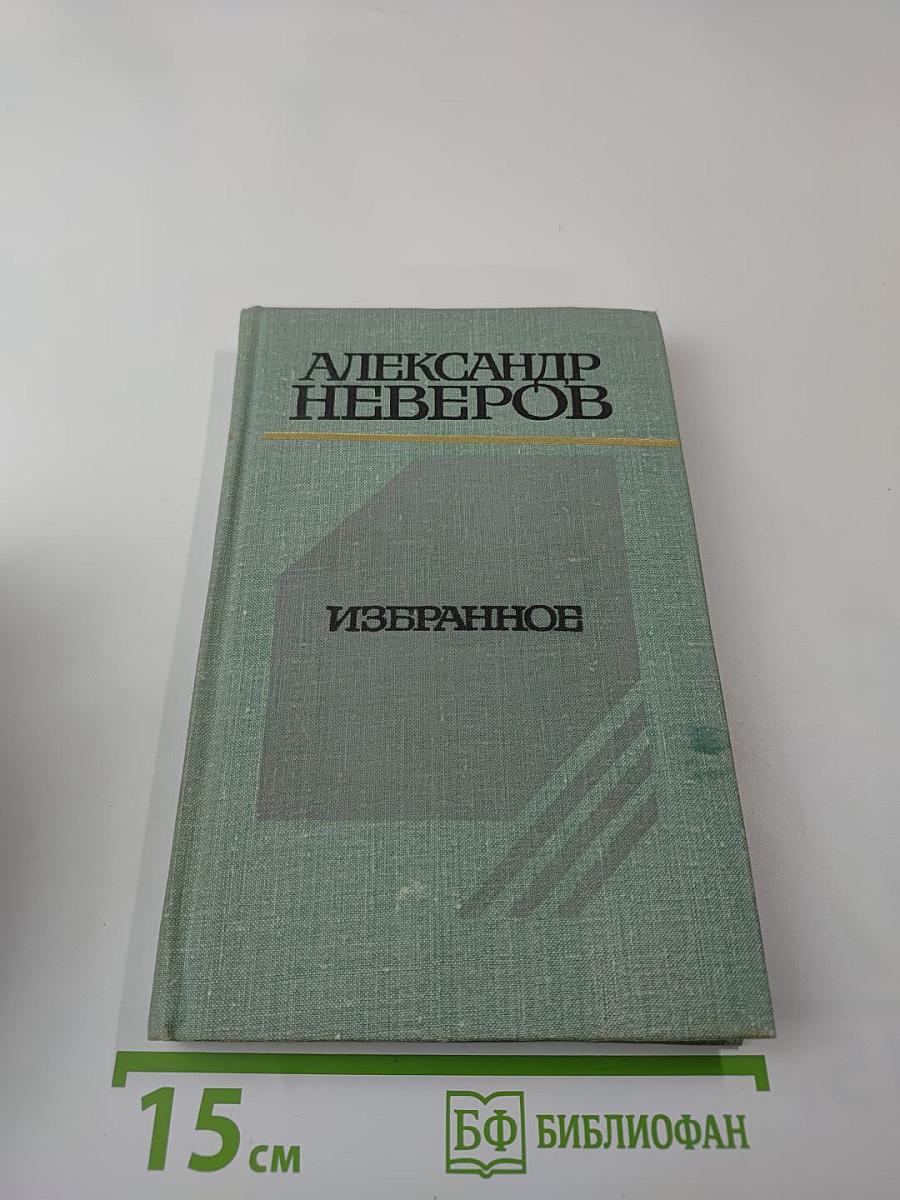 АЛЕКСАНДР
НЕВЕРОВ
ИЗБРАННОЕ
15 см
БФ БИБЛИОФАН